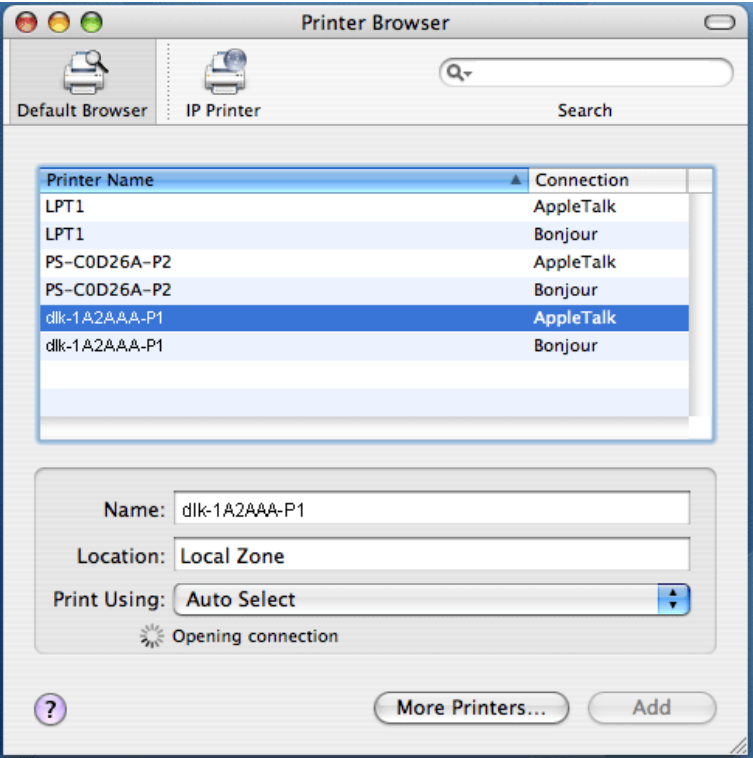 Printer Browser
Default Browser IP Printer Search
Printer Name Connection
LPT1 AppleTalk
LPT1 Bonjour
PS-C0D26A-P2 AppleTalk
PS-C0D26A-P2 Bonjour
dlk-1A2AAA-P1 AppleTalk
dlk-1A2AAA-P1 Bonjour
Name: dlk-1A2AAA-P1
Location: Local Zone
Print Using: Auto Select
Opening connection
? More Printers... Add